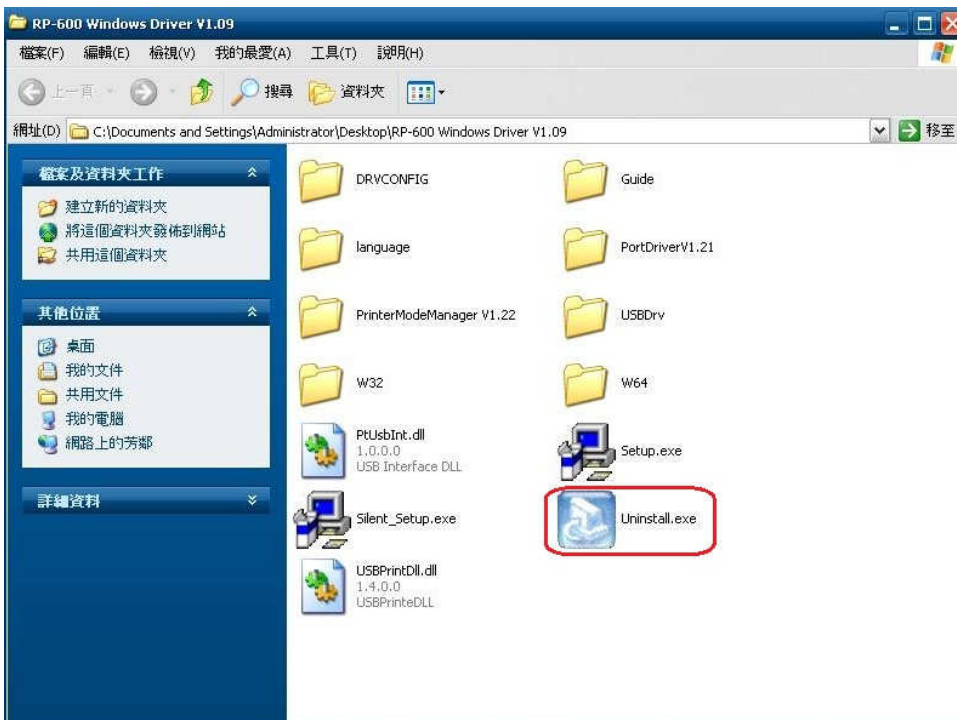 RP-600 Windows Driver V1.09
檔案(F) 編輯(E) 檢視(V) 我的最愛(A) 工具(T) 說明(H)
上一頁 搜尋 資料夾
網址(D) C:\Documents and Settings\Administrator\Desktop\RP-600 Windows Driver V1.09 移至
檔案及資料夾工作
建立新的資料夾
將這個資料夾發佈到網站
共用這個資料夾
其他位置
桌面
我的文件
共用文件
我的電腦
網路上的芳鄰
詳細資料
DRVCONFIG
Guide
language
PortDriverV1.21
PrinterModeManager V1.22
USBDrv
W32
W64
PtUsbInt.dll
1.0.0.0
USB Interface DLL
Setup.exe
Silent_Setup.exe
Uninstall.exe
USBPrintDll.dll
1.4.0.0
USBPrinteDLL